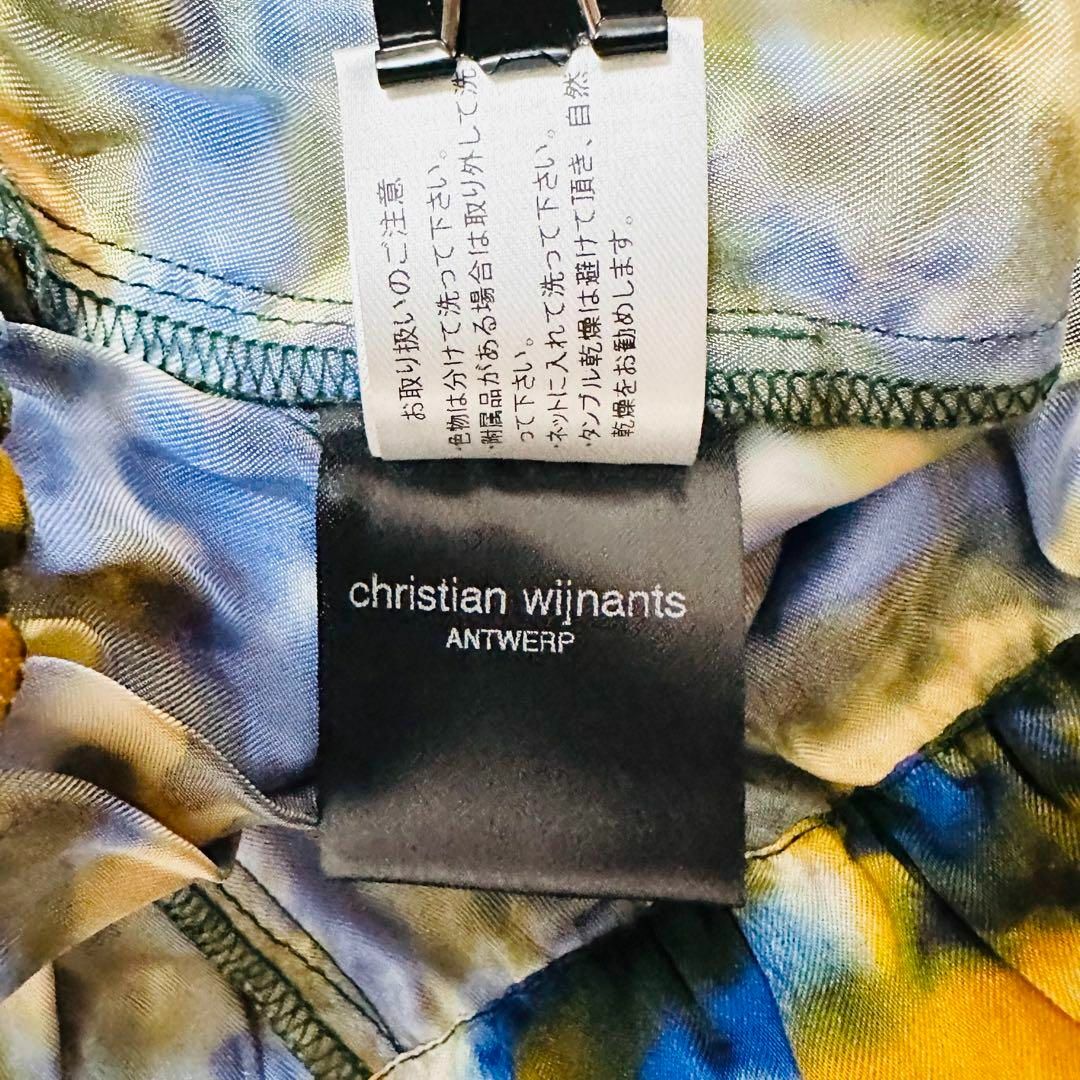 お取り扱いのご注意
・色物は分けて洗って下さい。
・附属品がある場合は取り外して洗
って下さい。
・ネットに入れて洗って下さい。
・タンブル乾燥は避けて頂き、自然
乾燥をお勧めします。
christian wijnants
ANTWERP